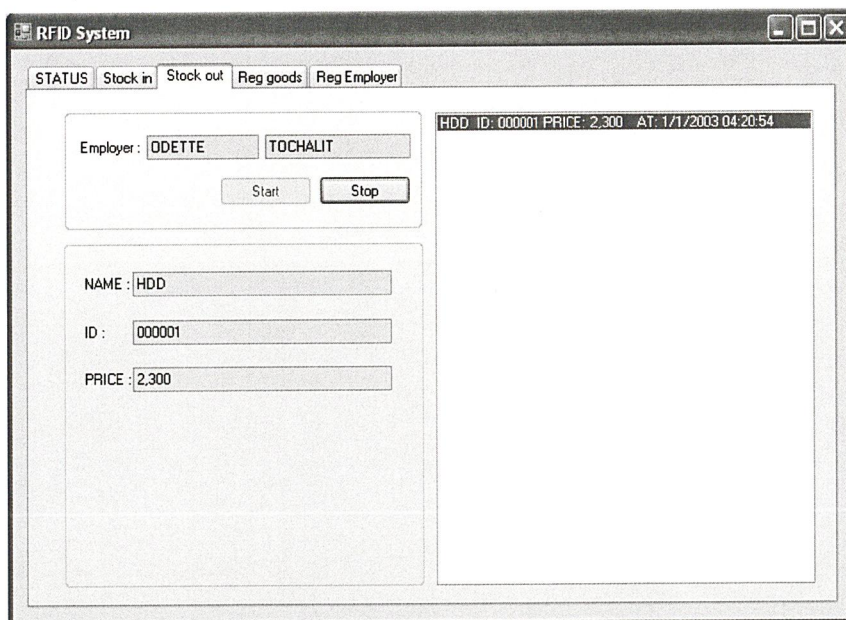 RFID System
STATUS Stock in Stock out Reg goods Reg Employer
Employer : ODETTE TOCHALIT
Start Stop
NAME : HDD
ID : 000001
PRICE : 2,300
HDD ID: 000001 PRICE: 2,300 AT: 1/1/2003 04:20:54